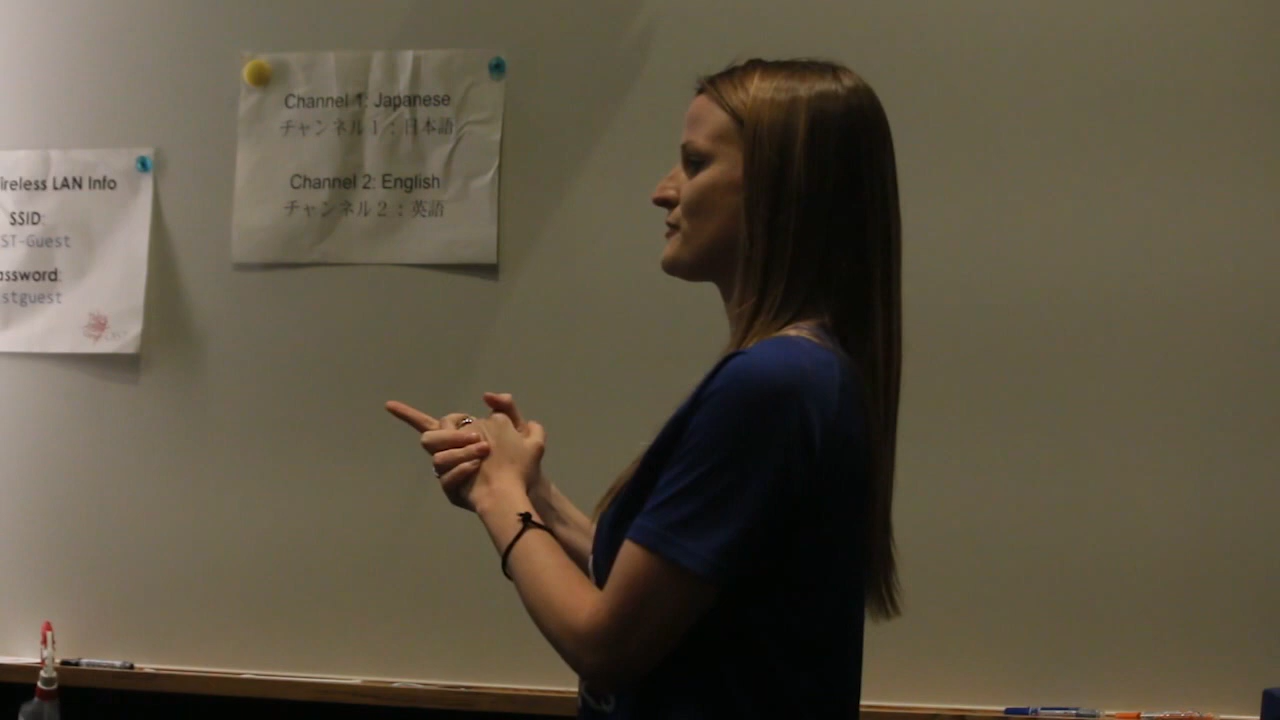 ireless LAN Info
SSID:
ST-Guest
assword:
stguest
Channel 1: Japanese
チャンネル1：日本語
Channel 2: English
チャンネル2：英語